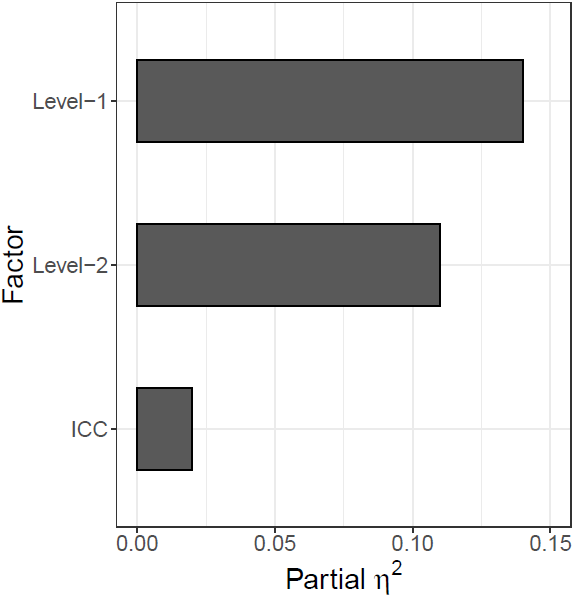 Factor
Level−1
Level−2
ICC
0.00 0.05 0.10 0.15
Partial η²